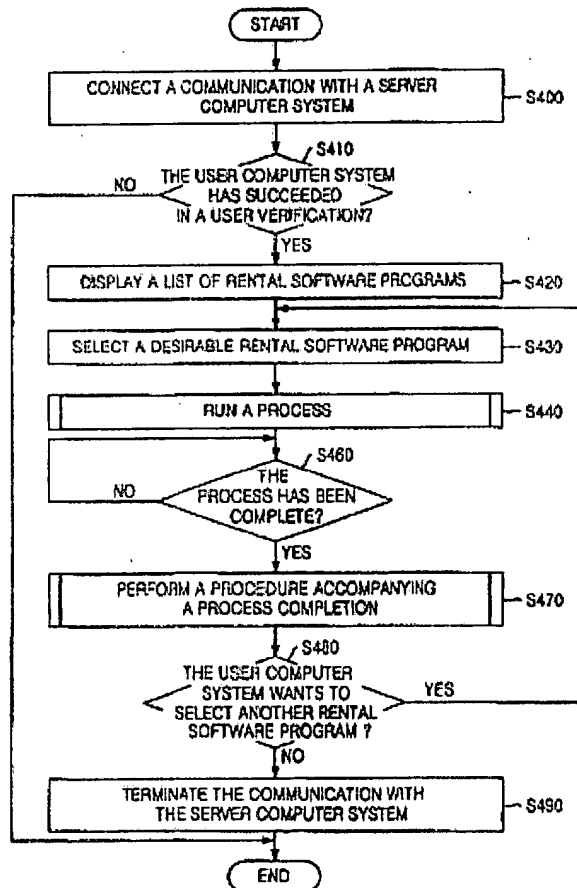 START
CONNECT A COMMUNICATION WITH A SERVER
COMPUTER SYSTEM
S400
S410
THE USER COMPUTER SYSTEM
HAS SUCCEEDED
IN A USER VERIFICATION?
NO
YES
DISPLAY A LIST OF RENTAL SOFTWARE PROGRAMS
S420
SELECT A DESIRABLE RENTAL SOFTWARE PROGRAM
S430
RUN A PROCESS
S440
S460
THE
PROCESS HAS BEEN
COMPLETE?
NO
YES
PERFORM A PROCEDURE ACCOMPANYING
A PROCESS COMPLETION
S470
S480
THE USER COMPUTER
SYSTEM WANTS TO
SELECT ANOTHER RENTAL
SOFTWARE PROGRAM ?
YES
NO
TERMINATE THE COMMUNICATION WITH
THE SERVER COMPUTER SYSTEM
S490
END